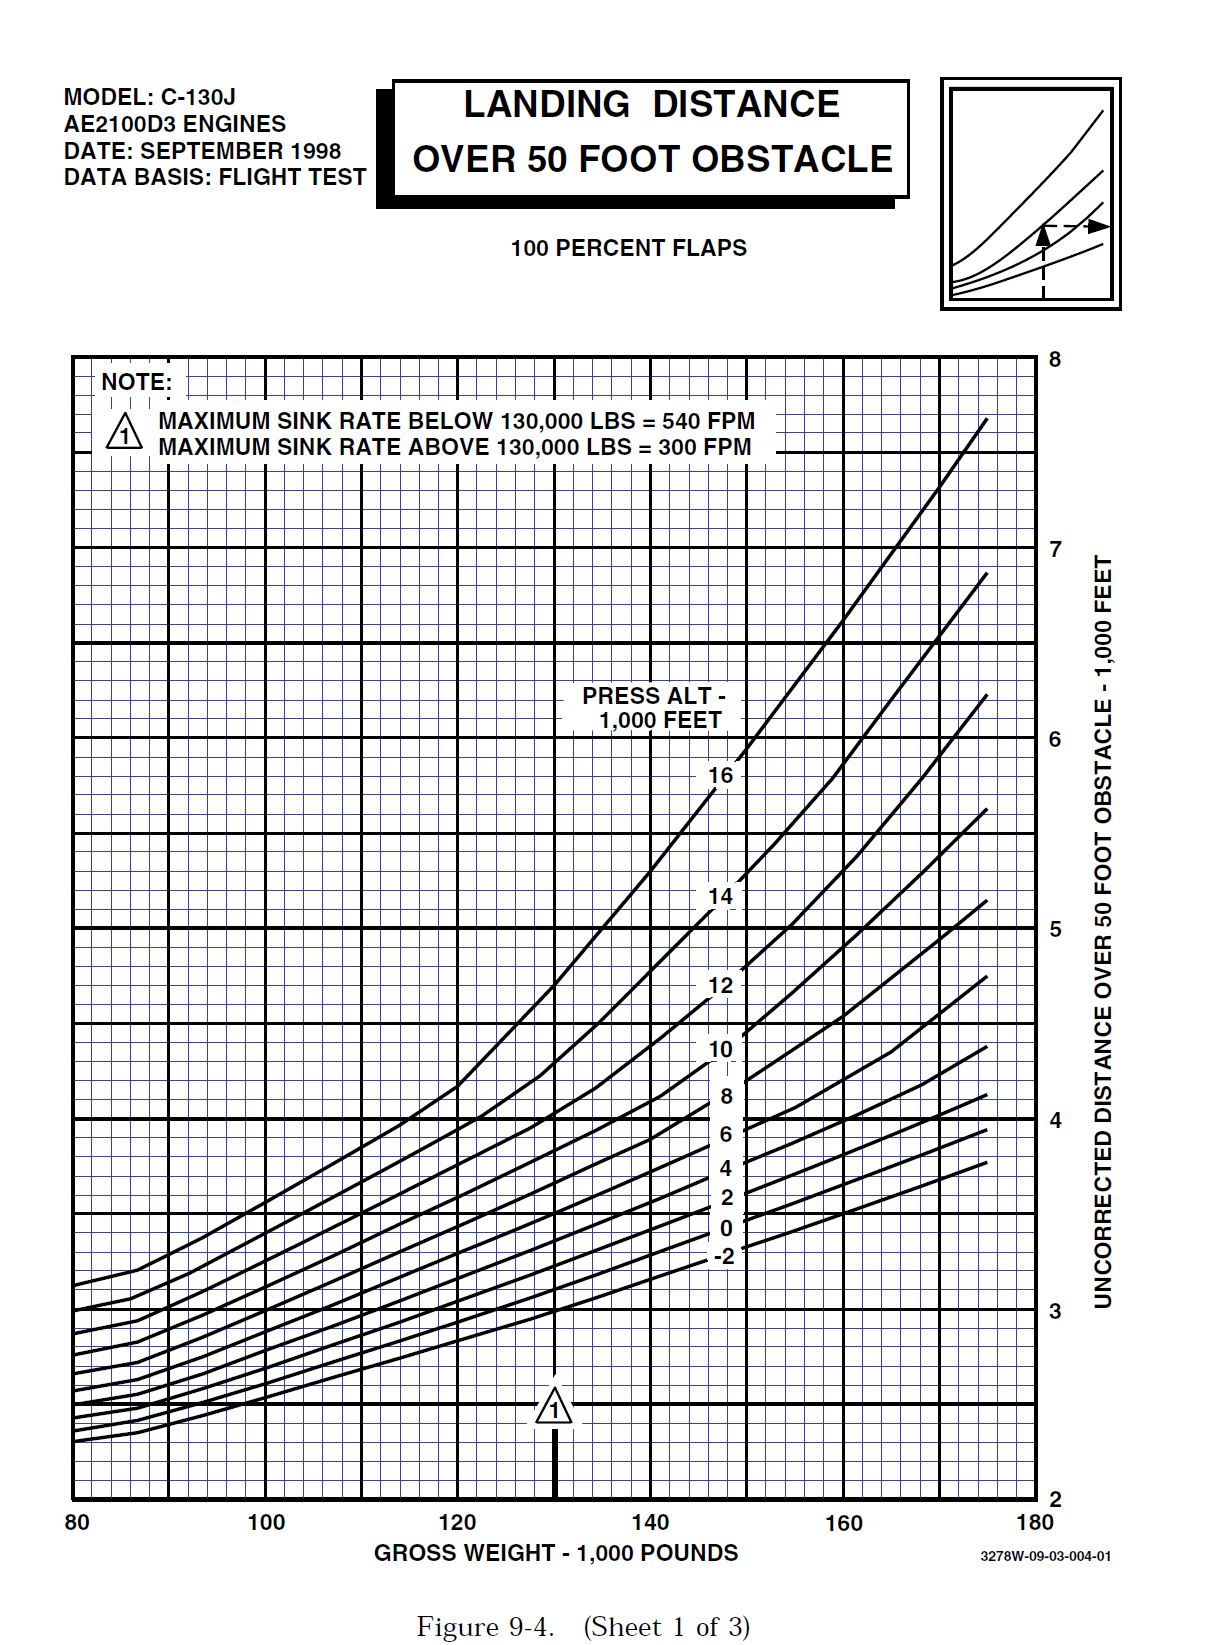 MODEL: C-130J
AE2100D3 ENGINES
DATE: SEPTEMBER 1998
DATA BASIS: FLIGHT TEST
LANDING DISTANCE
OVER 50 FOOT OBSTACLE
100 PERCENT FLAPS
NOTE:
1
MAXIMUM SINK RATE BELOW 130,000 LBS = 540 FPM
MAXIMUM SINK RATE ABOVE 130,000 LBS = 300 FPM
PRESS ALT -
1,000 FEET
16
14
12
10
8
6
4
2
0
-2
1
8
7
6
5
4
3
2
UNCORRECTED DISTANCE OVER 50 FOOT OBSTACLE - 1,000 FEET
80 100 120 140 160 180
GROSS WEIGHT - 1,000 POUNDS
3278W-09-03-004-01
Figure 9-4. (Sheet 1 of 3)